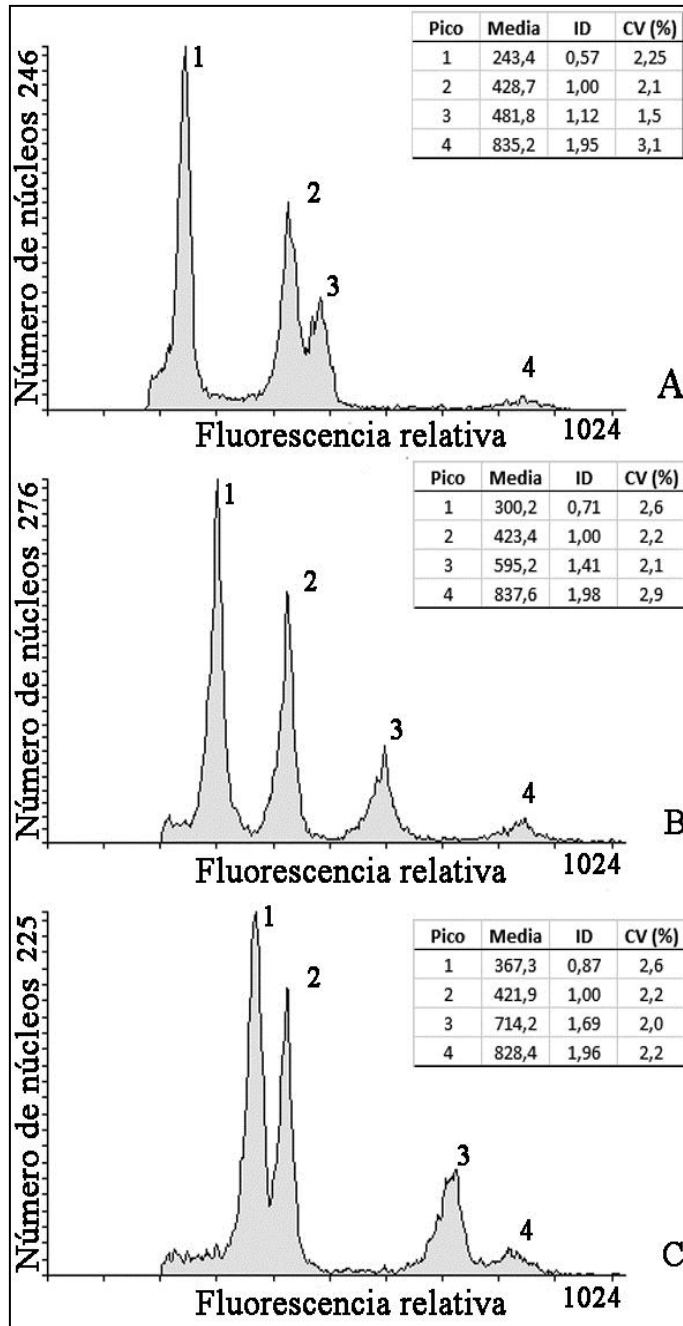 Pico Media ID CV (%)
1 243,4 0,57 2,25
2 428,7 1,00 2,1
3 481,8 1,12 1,5
4 835,2 1,95 3,1
Número de núcleos 246
1
2
3
4
A
Fluorescencia relativa 1024
Pico Media ID CV (%)
1 300,2 0,71 2,6
2 423,4 1,00 2,2
3 595,2 1,41 2,1
4 837,6 1,98 2,9
Número de núcleos 276
1
2
3
4
B
Fluorescencia relativa 1024
Pico Media ID CV (%)
1 367,3 0,87 2,6
2 421,9 1,00 2,2
3 714,2 1,69 2,0
4 828,4 1,96 2,2
Número de núcleos 225
1
2
3
4
C
Fluorescencia relativa 1024